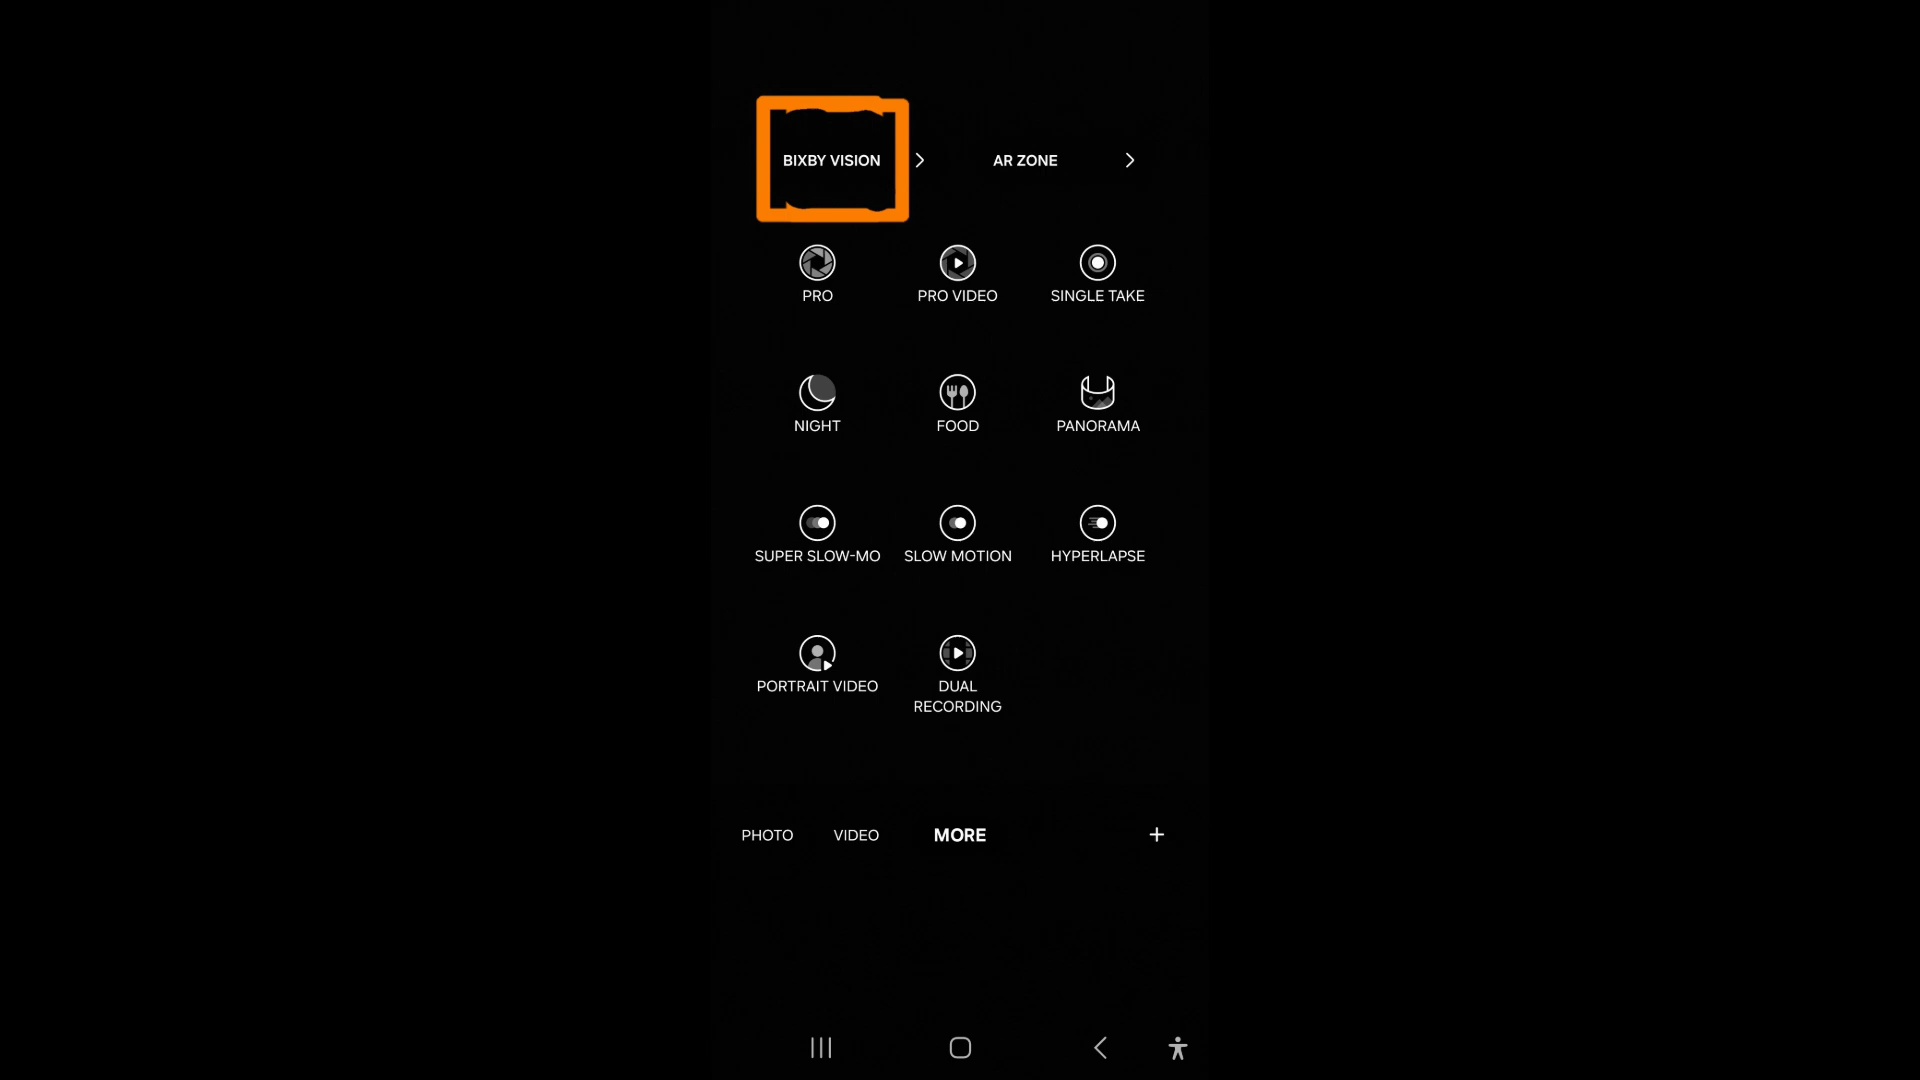 BIXBY VISION
AR ZONE
PRO
PRO VIDEO
SINGLE TAKE
NIGHT
FOOD
PANORAMA
SUPER SLOW-MO
SLOW MOTION
HYPERLAPSE
PORTRAIT VIDEO
DUAL
RECORDING
PHOTO
VIDEO
MORE